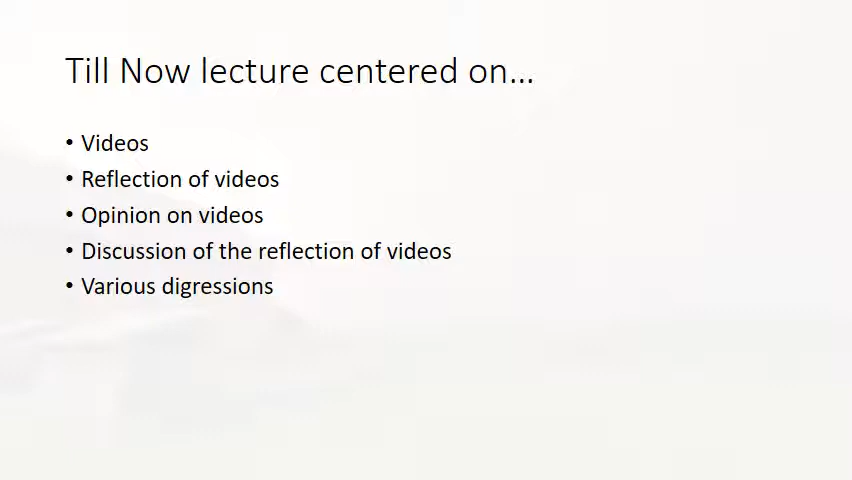 Till Now lecture centered on...
• Videos
• Reflection of videos
• Opinion on videos
• Discussion of the reflection of videos
• Various digressions